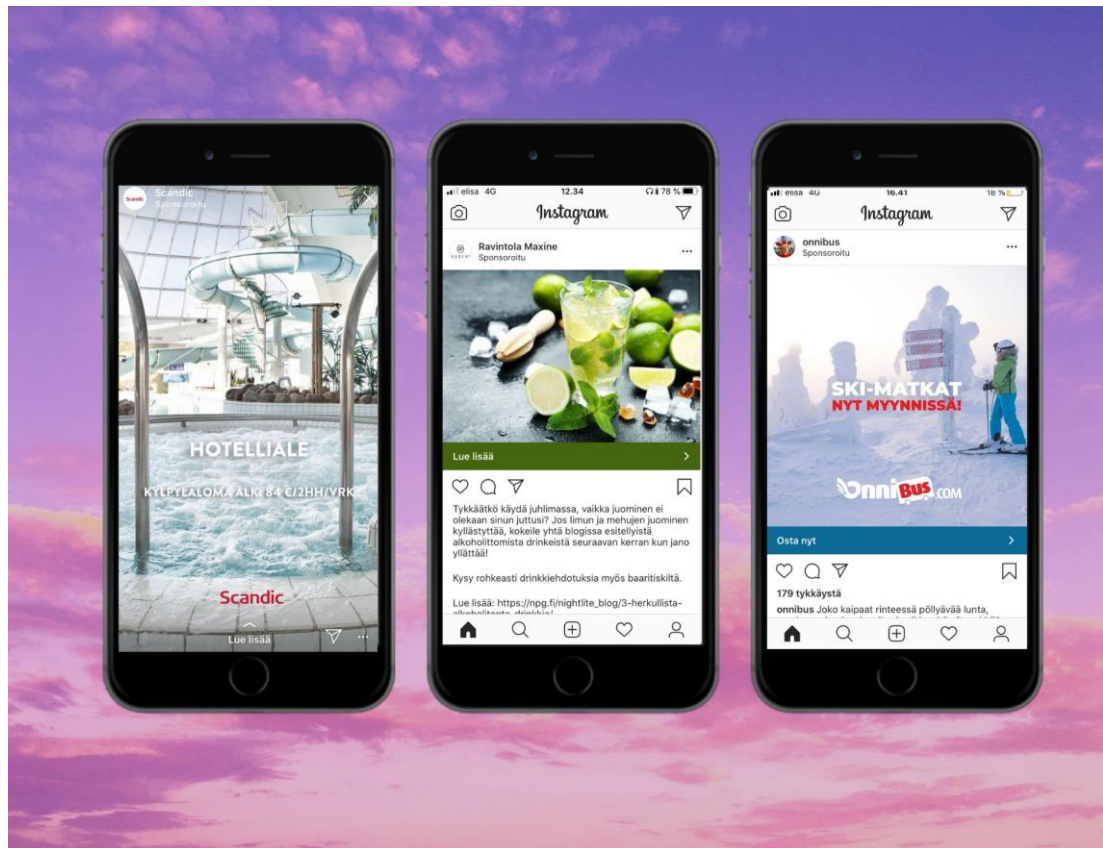 Scandic
Scandic
Sponsoroitu
HOTELLIALE
KYLPYLÄLOMA ALK. 84 €/2HH/VRK
Scandic
Lue lisää
elisa 4G 12.34 78 %
Instagram
Ravintola Maxine
Sponsoroitu
Lue lisää
Tykkäätkö käydä juhlimassa, vaikka juominen ei
olekaan sinun juttusi? Jos limun ja mehujen juominen
kyllästyttää, kokeile yhtä blogissa esitellyistä
alkoholittomista drinkeistä seuraavan kerran kun jano
yllättää!
Kysy rohkeasti drinkkiehdotuksia myös baaritiskiltä.
Lue lisää: https://npg.fi/nightlite_blog/3-herkullista-
elisa 4G 16.41 18 %
Instagram
onnibus
Sponsoroitu
SKI-MATKAT
NYT MYYNNISSÄ!
OnniBus.COM
Osta nyt
179 tykkäystä
onnibus Joko kaipaat rinteessä pöllyävää lunta,